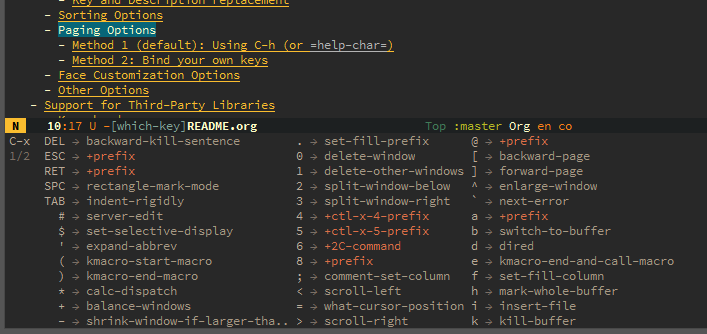 - Key and Description replacement
- Sorting Options
- Paging Options
- Method 1 (default): Using C-h (or =help-char=)
- Method 2: Bind your own keys
- Face Customization Options
- Other Options
- Support for Third-Party Libraries
N 10:17 U -[which-key]README.org Top :master Org en co
C-x DEL → backward-kill-sentence . → set-fill-prefix @ → +prefix
1/2 ESC → +prefix 0 → delete-window [ → backward-page
RET → +prefix 1 → delete-other-windows ] → forward-page
SPC → rectangle-mark-mode 2 → split-window-below ^ → enlarge-window
TAB → indent-rigidly 3 → split-window-right ` → next-error
# → server-edit 4 → +ctl-x-4-prefix a → +prefix
$ → set-selective-display 5 → +ctl-x-5-prefix b → switch-to-buffer
' → expand-abbrev 6 → +2C-command d → dired
( → kmacro-start-macro 8 → +prefix e → kmacro-end-and-call-macro
) → kmacro-end-macro ; → comment-set-column f → set-fill-column
* → calc-dispatch < → scroll-left h → mark-whole-buffer
+ → balance-windows = → what-cursor-position i → insert-file
- → shrink-window-if-larger-tha.. > → scroll-right k → kill-buffer